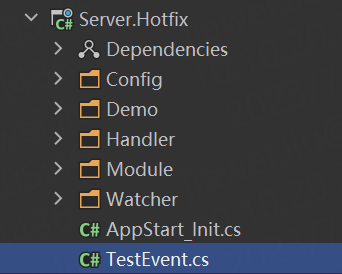 Server.Hotfix
Dependencies
Config
Demo
Handler
Module
Watcher
C# AppStart_Init.cs
C# TestEvent.cs